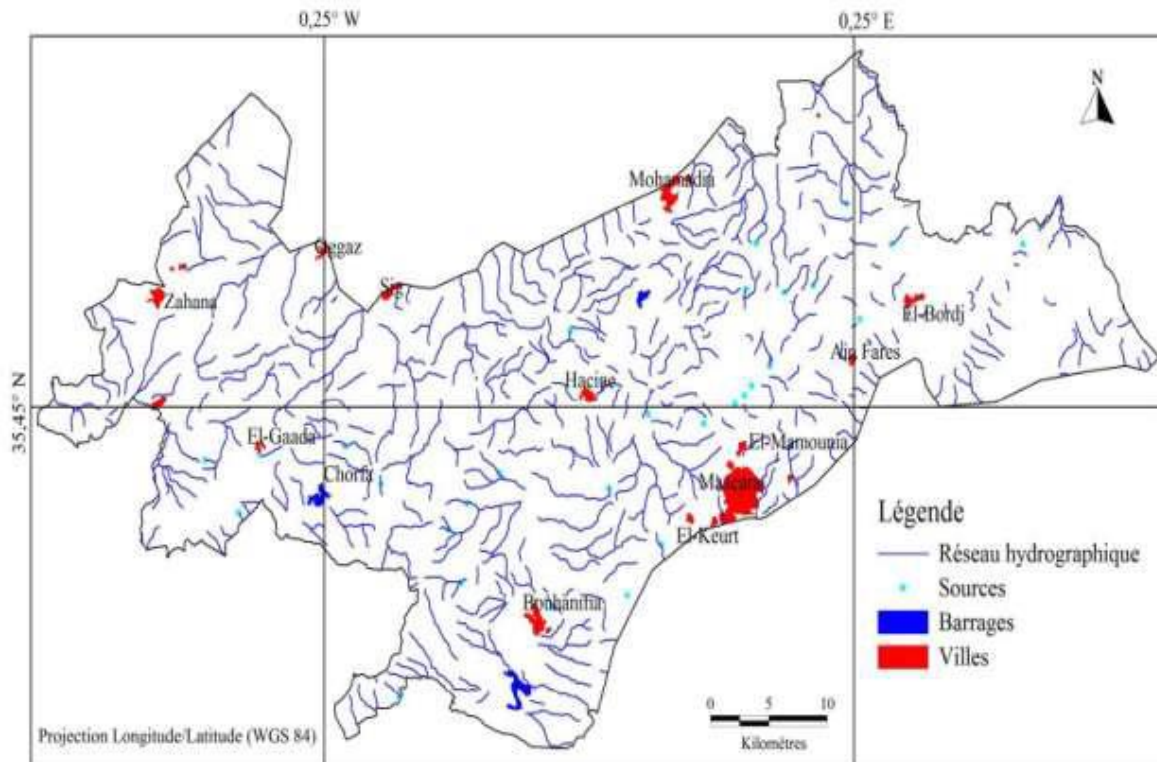 0,25° W
0,25° E
N
Mohamadia
Oggaz
Sig
Zahana
El-Bordj
Ain Fares
Hacine
35,45° N
El-Gaada
El-Mamounia
Chorfa
Mascara
El-Keurt
Bouhanifia
Légende
Réseau hydrographique
Sources
Barrages
Villes
0 5 10
Kilomètres
Projection Longitude/Latitude (WGS 84)